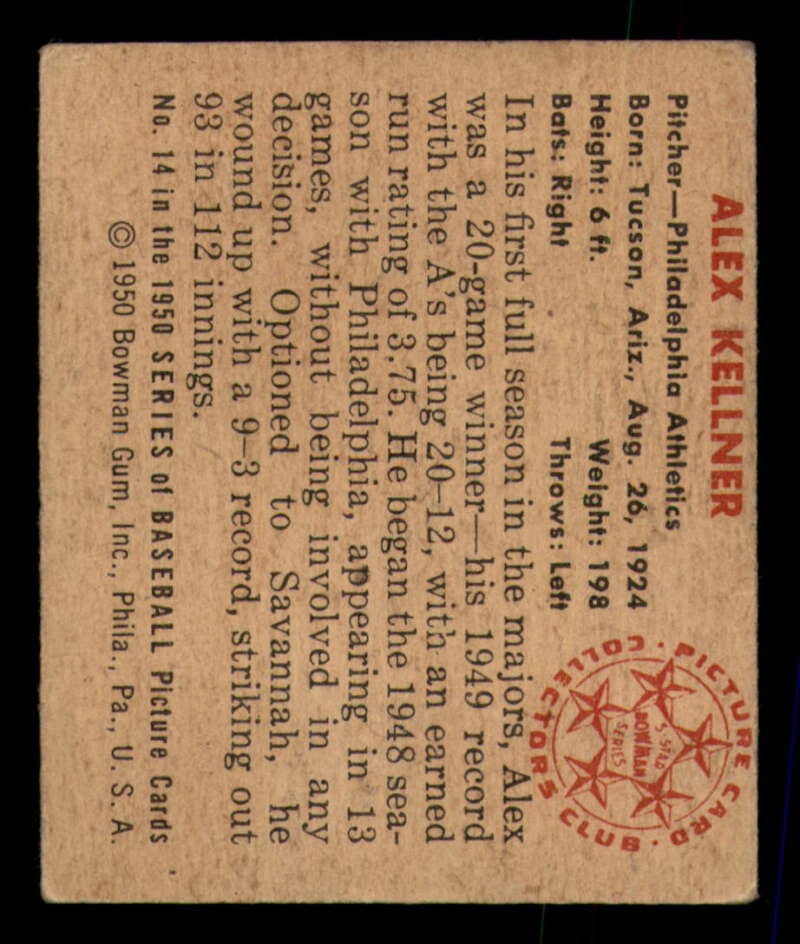 ALEX KELLNER
Pitcher—Philadelphia Athletics
Born: Tucson, Ariz., Aug. 26, 1924
Height: 6 ft. Weight: 198
Bats: Right Throws: Left
PICTURE CARD COLLECTORS CLUB
5 STAR
BOWMAN
SERIES
In his first full season in the majors, Alex
was a 20-game winner—his 1949 record
with the A's being 20-12, with an earned
run rating of 3.75. He began the 1948 sea-
son with Philadelphia, appearing in 13
games, without being involved in any
decision. Optioned to Savannah, he
wound up with a 9-3 record, striking out
93 in 112 innings.
No. 14 in the 1950 SERIES of BASEBALL Picture Cards
© 1950 Bowman Gum, Inc., Phila., Pa., U. S. A.